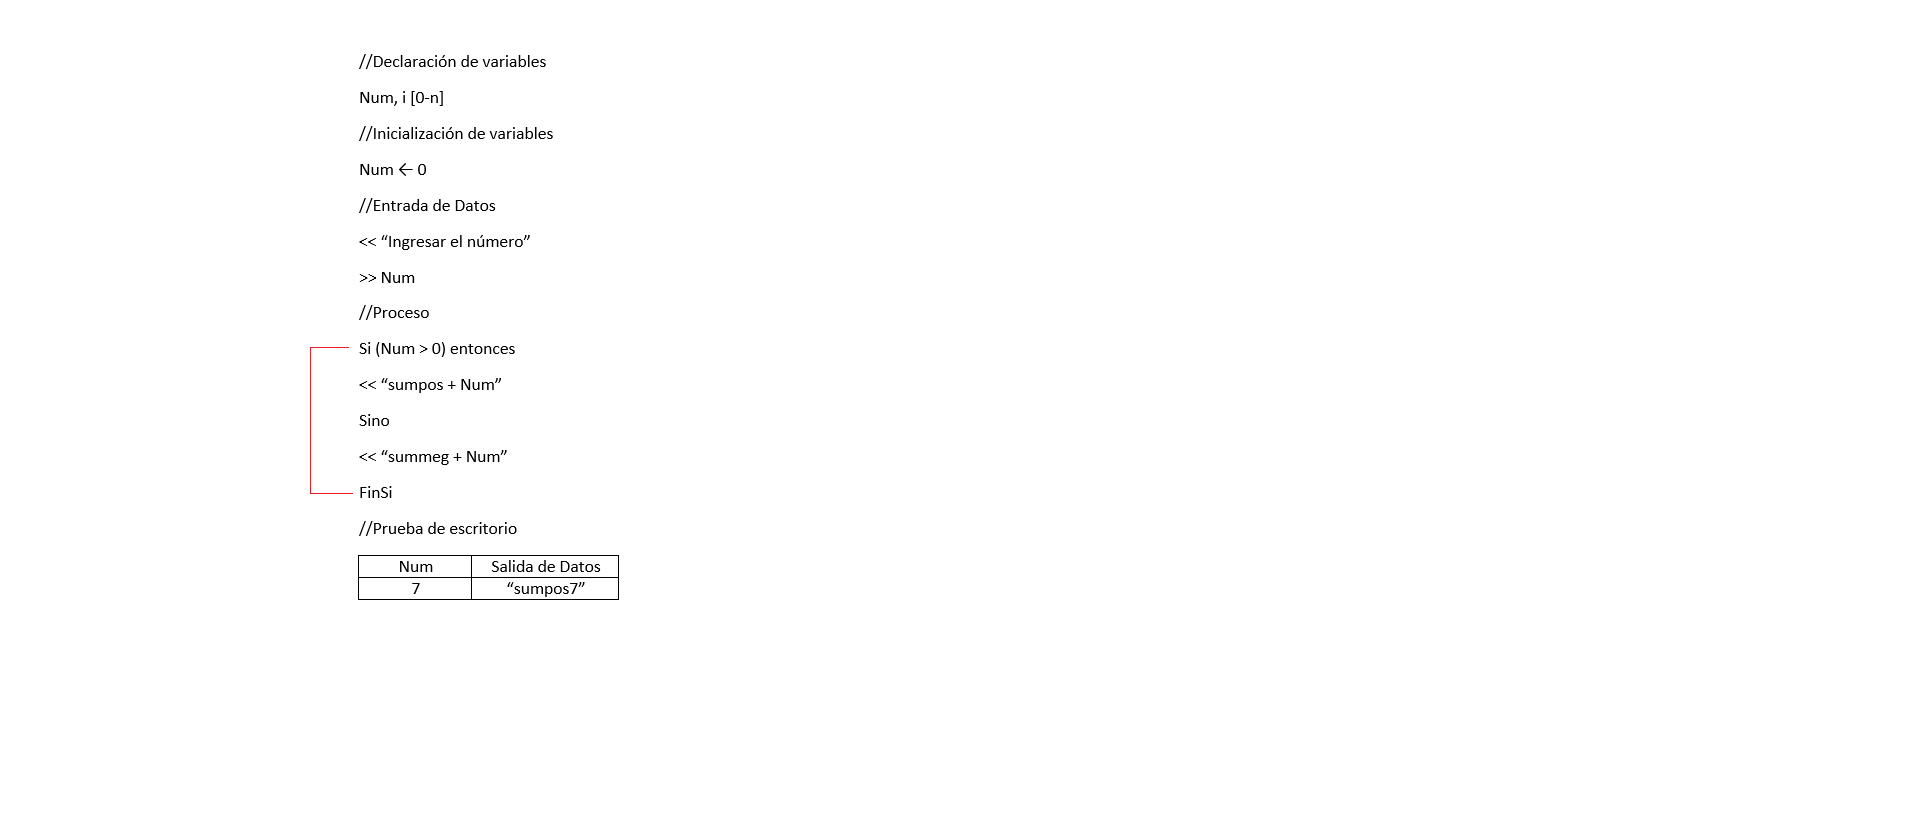 //Declaración de variables
Num, i [0-n]
//Inicialización de variables
Num ← 0
//Entrada de Datos
<< “Ingresar el número”
>> Num
//Proceso
Si (Num > 0) entonces
<< “sumpos + Num”
Sino
<< “summeg + Num”
FinSi
//Prueba de escritorio
Num Salida de Datos
7 “sumpos7”